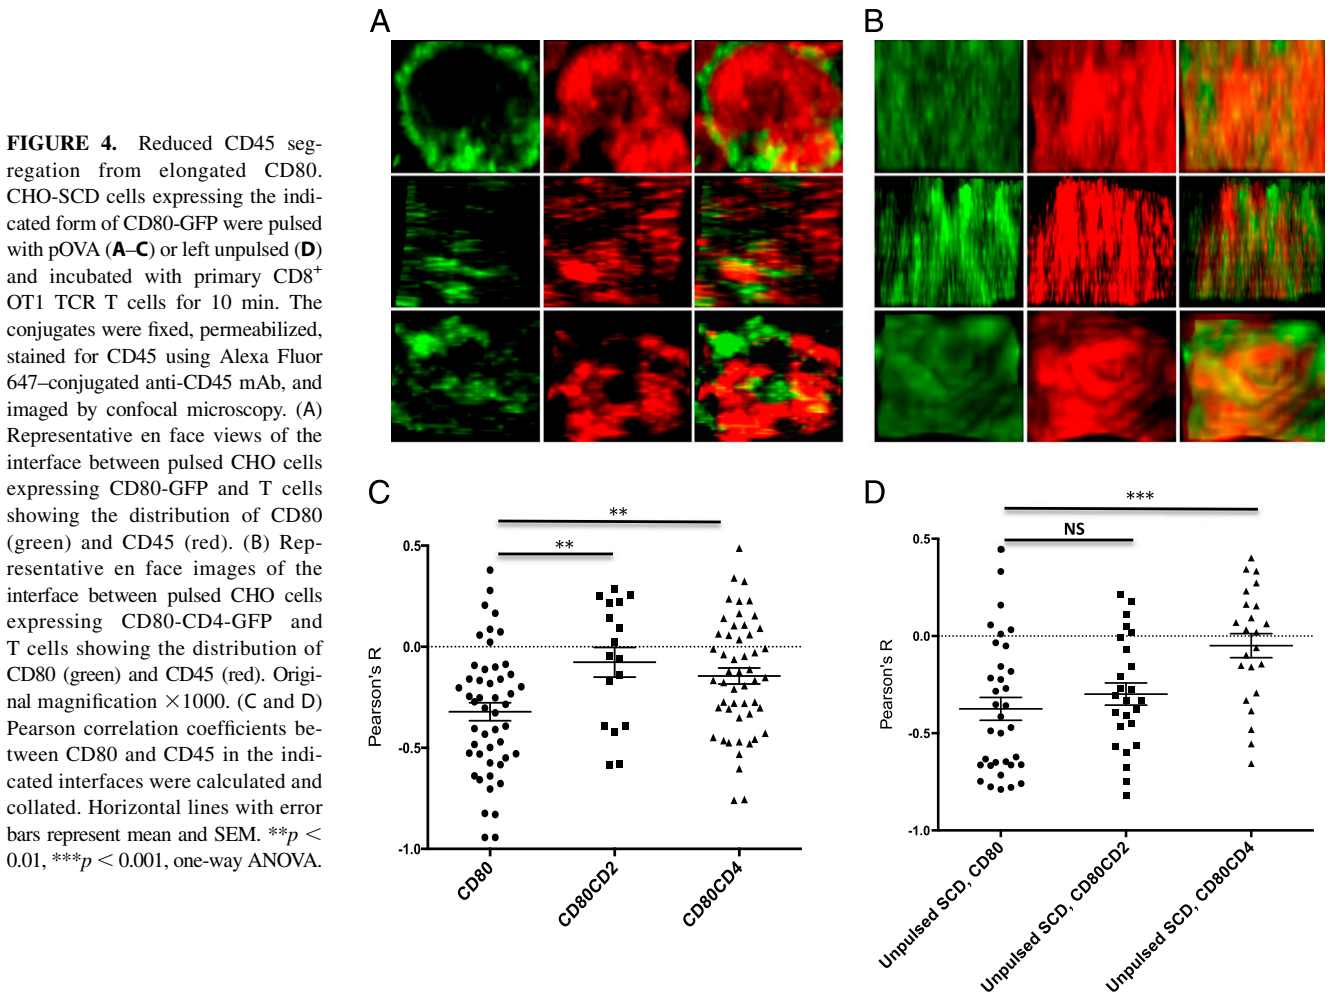 FIGURE 4. Reduced CD45 seg-
regation from elongated CD80.
CHO-SCD cells expressing the indi-
cated form of CD80-GFP were pulsed
with pOVA (A–C) or left unpulsed (D)
and incubated with primary CD8+
OT1 TCR T cells for 10 min. The
conjugates were fixed, permeabilized,
stained for CD45 using Alexa Fluor
647–conjugated anti-CD45 mAb, and
imaged by confocal microscopy. (A)
Representative en face views of the
interface between pulsed CHO cells
expressing CD80-GFP and T cells
showing the distribution of CD80
(green) and CD45 (red). (B) Rep-
resentative en face images of the
interface between pulsed CHO cells
expressing CD80-CD4-GFP and
T cells showing the distribution of
CD80 (green) and CD45 (red). Origi-
nal magnification ×1000. (C and D)
Pearson correlation coefficients be-
tween CD80 and CD45 in the indi-
cated interfaces were calculated and
collated. Horizontal lines with error
bars represent mean and SEM. **p <
0.01, ***p < 0.001, one-way ANOVA.
A
B
C
**
**
0.5
0.0
-0.5
-1.0
Pearson's R
CD80
CD80CD2
CD80CD4
D
***
NS
0.5
0.0
-0.5
-1.0
Pearson's R
Unpulsed SCD, CD80
Unpulsed SCD, CD80CD2
Unpulsed SCD, CD80CD4